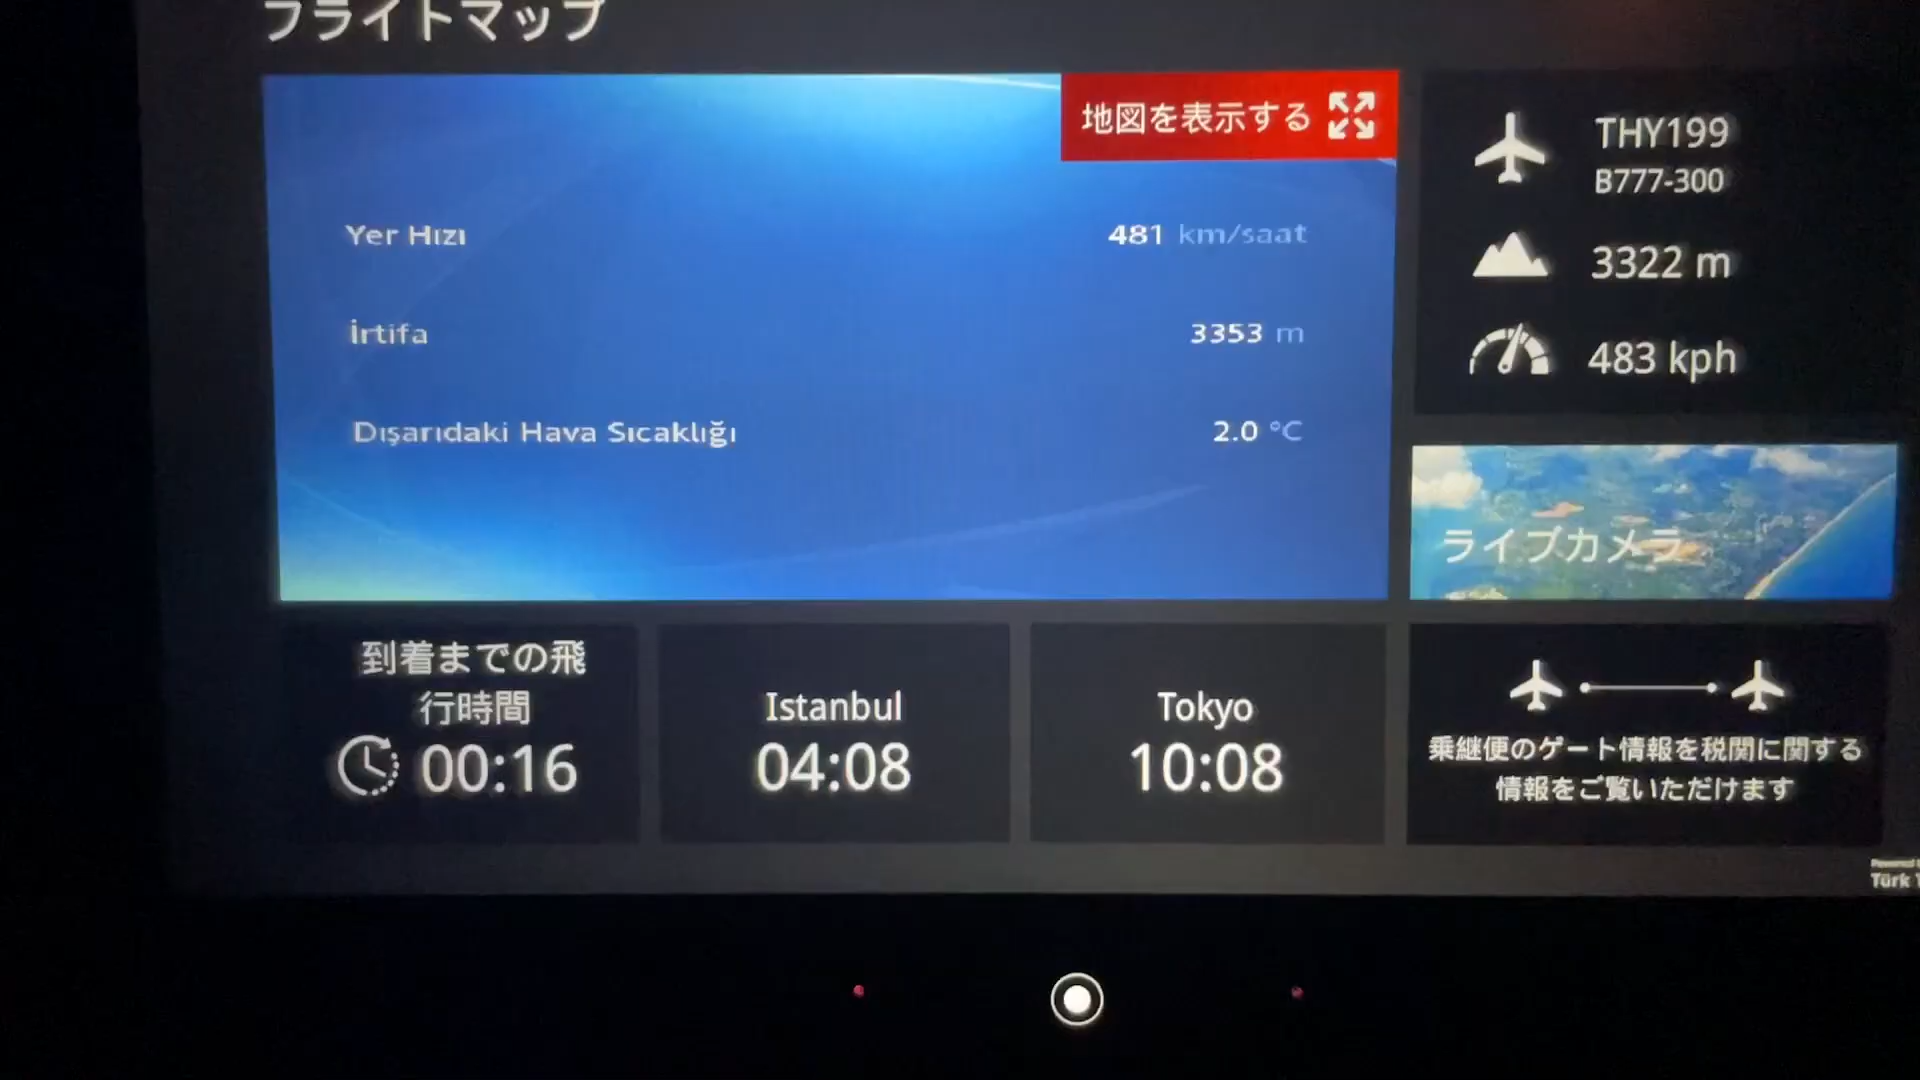 フライトマップ
地図を表示する
Yer Hızı 481 km/saat
İrtifa 3353 m
Dışarıdaki Hava Sıcaklığı 2.0 °C
THY199
B777-300
3322 m
483 kph
ライブカメラ
到着までの飛
行時間
00:16
Istanbul
04:08
Tokyo
10:08
乗継便のゲート情報を税関に関する
情報をご覧いただけます
Powered
Türk